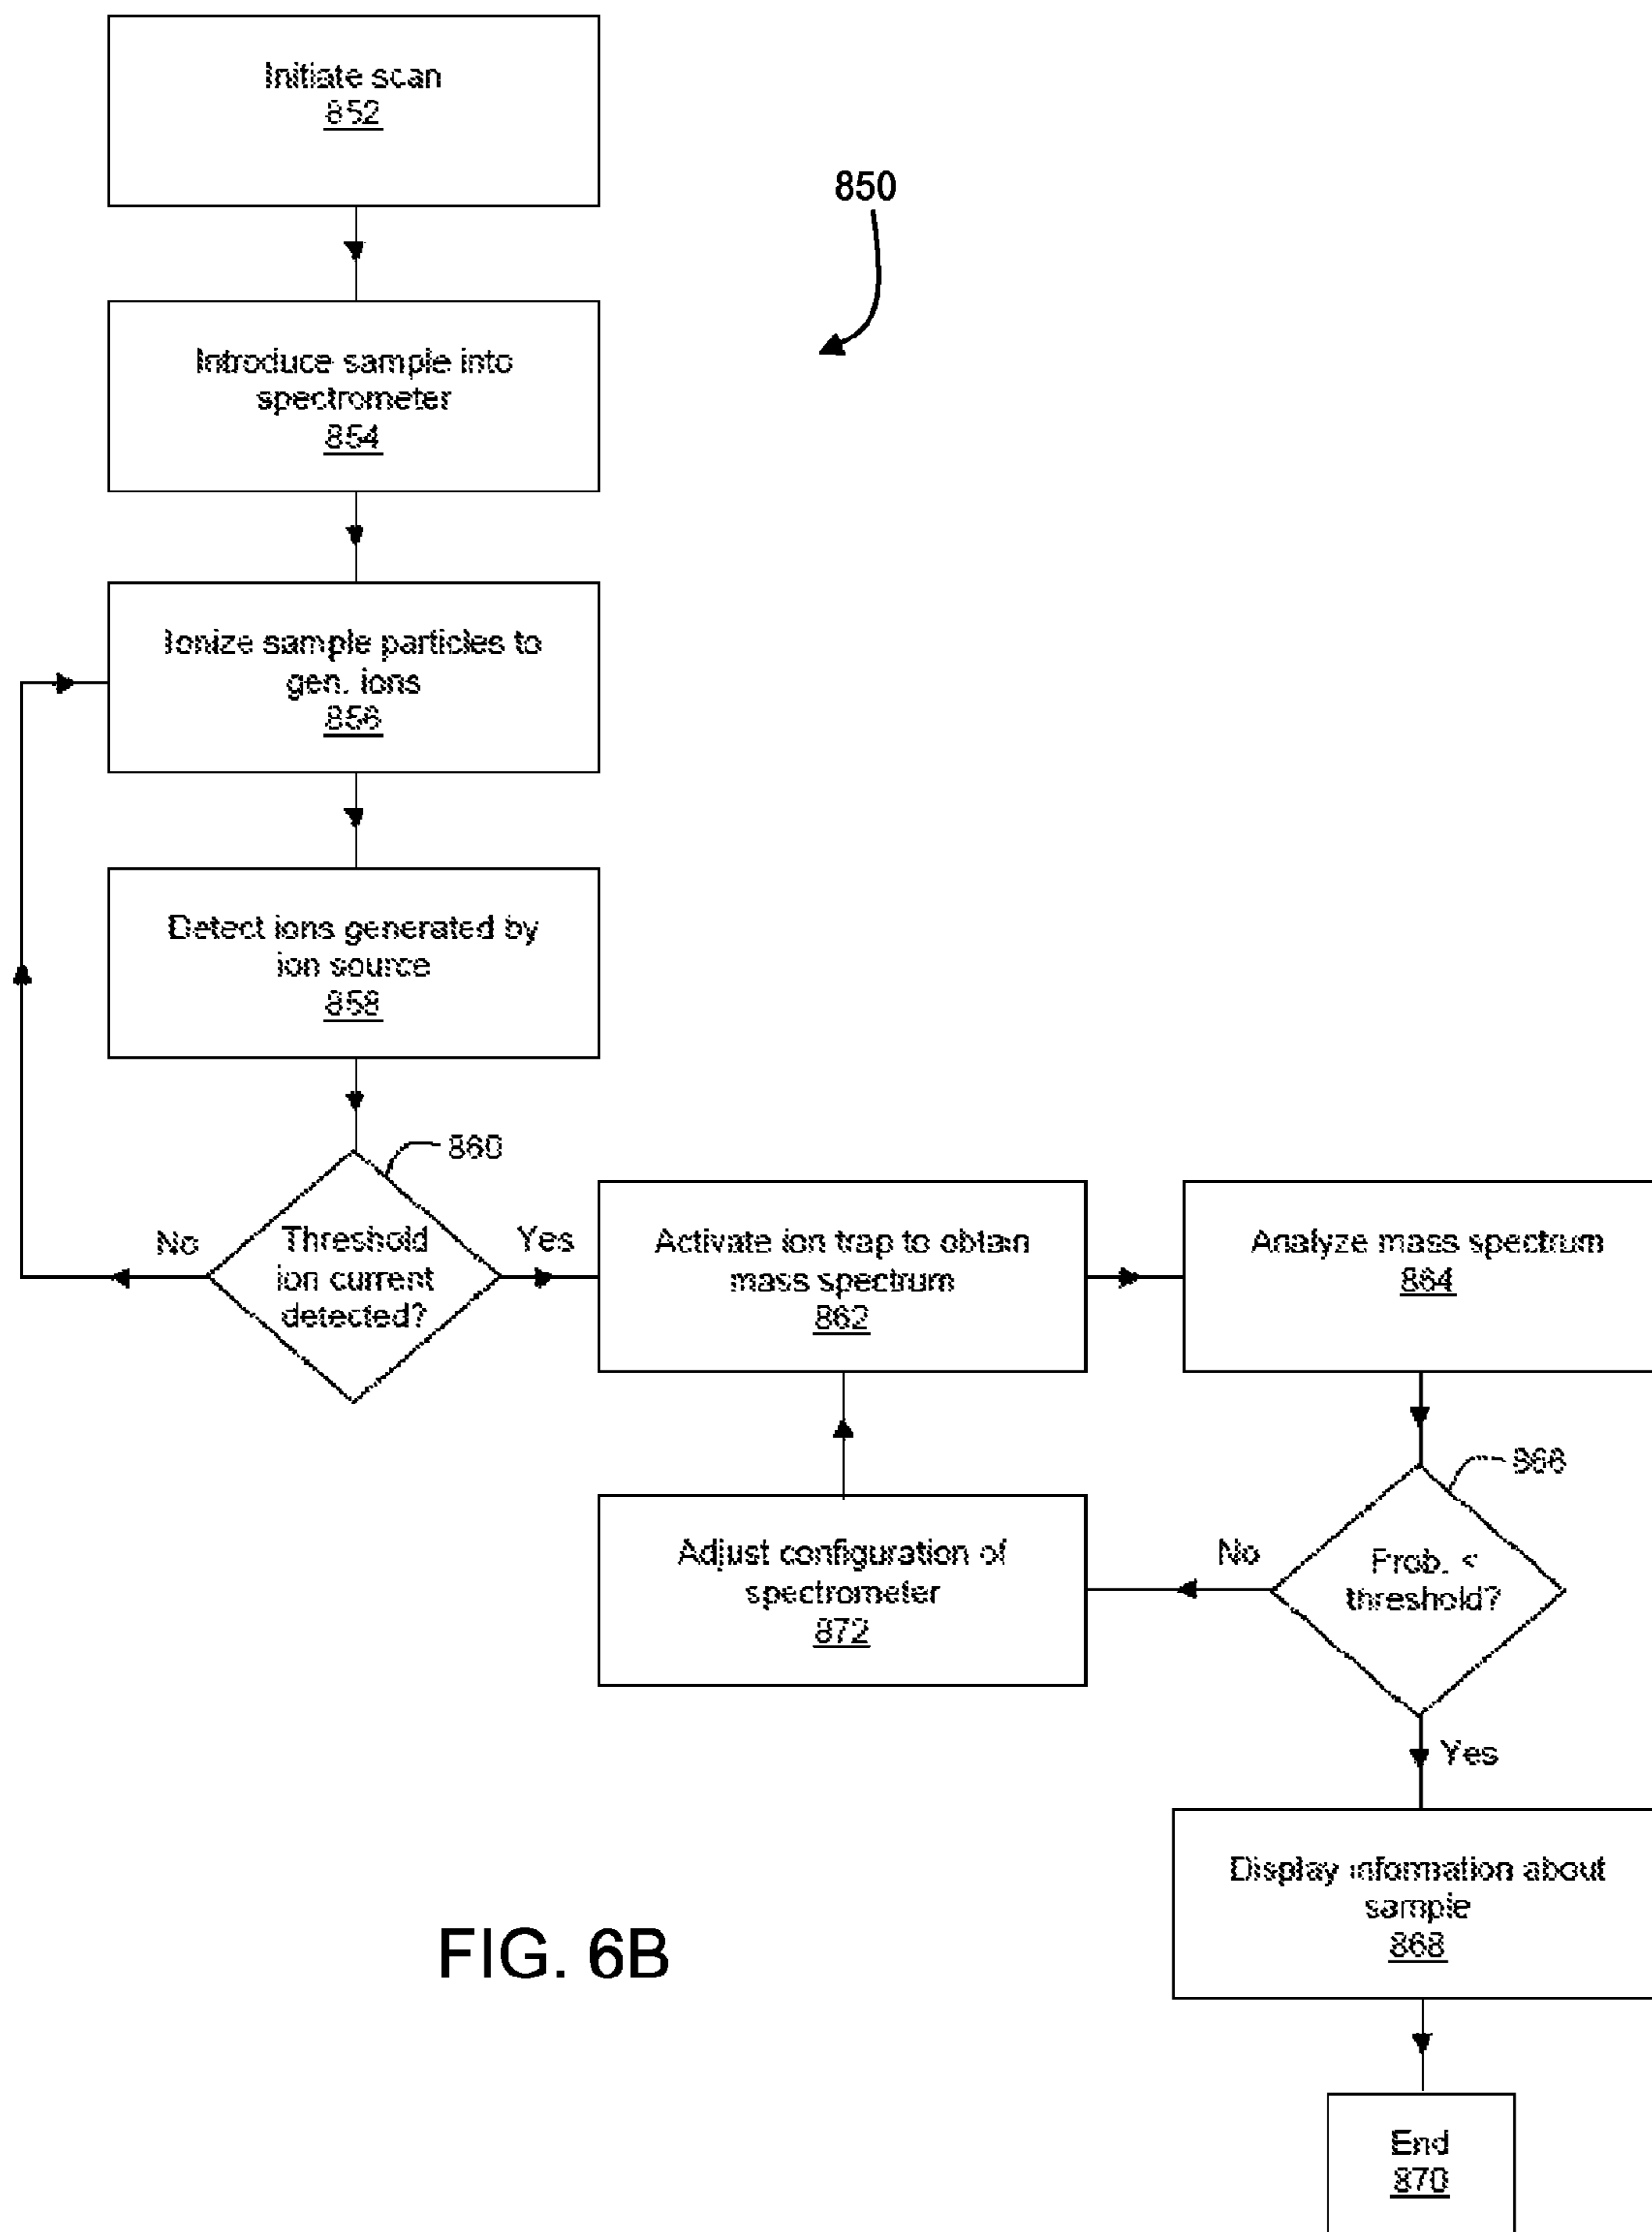 Initiate scan
852
850
Introduce sample into
spectrometer
854
Ionize sample particles to
gen. ions
856
Detect ions generated by
ion source
858
860
No
Threshold
ion current
detected?
Yes
Activate ion trap to obtain
mass spectrum
862
Analyze mass spectrum
864
866
Adjust configuration of
spectrometer
872
No
Prob. <
threshold?
Yes
Display information about
sample
868
FIG. 6B
End
870